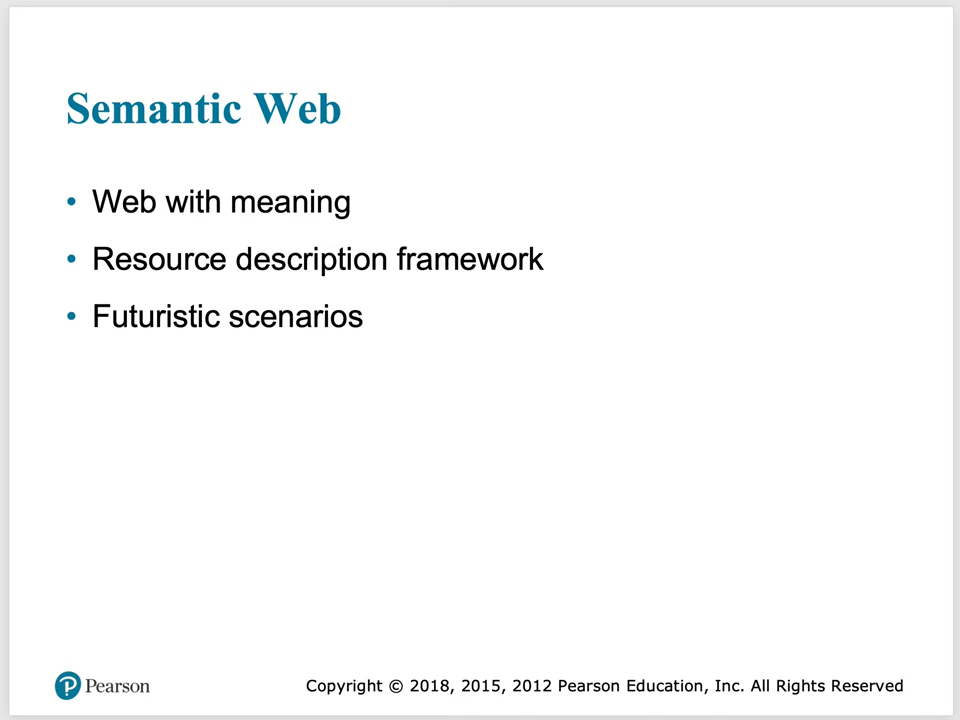 Semantic Web
• Web with meaning
• Resource description framework
• Futuristic scenarios
Pearson
Copyright © 2018, 2015, 2012 Pearson Education, Inc. All Rights Reserved